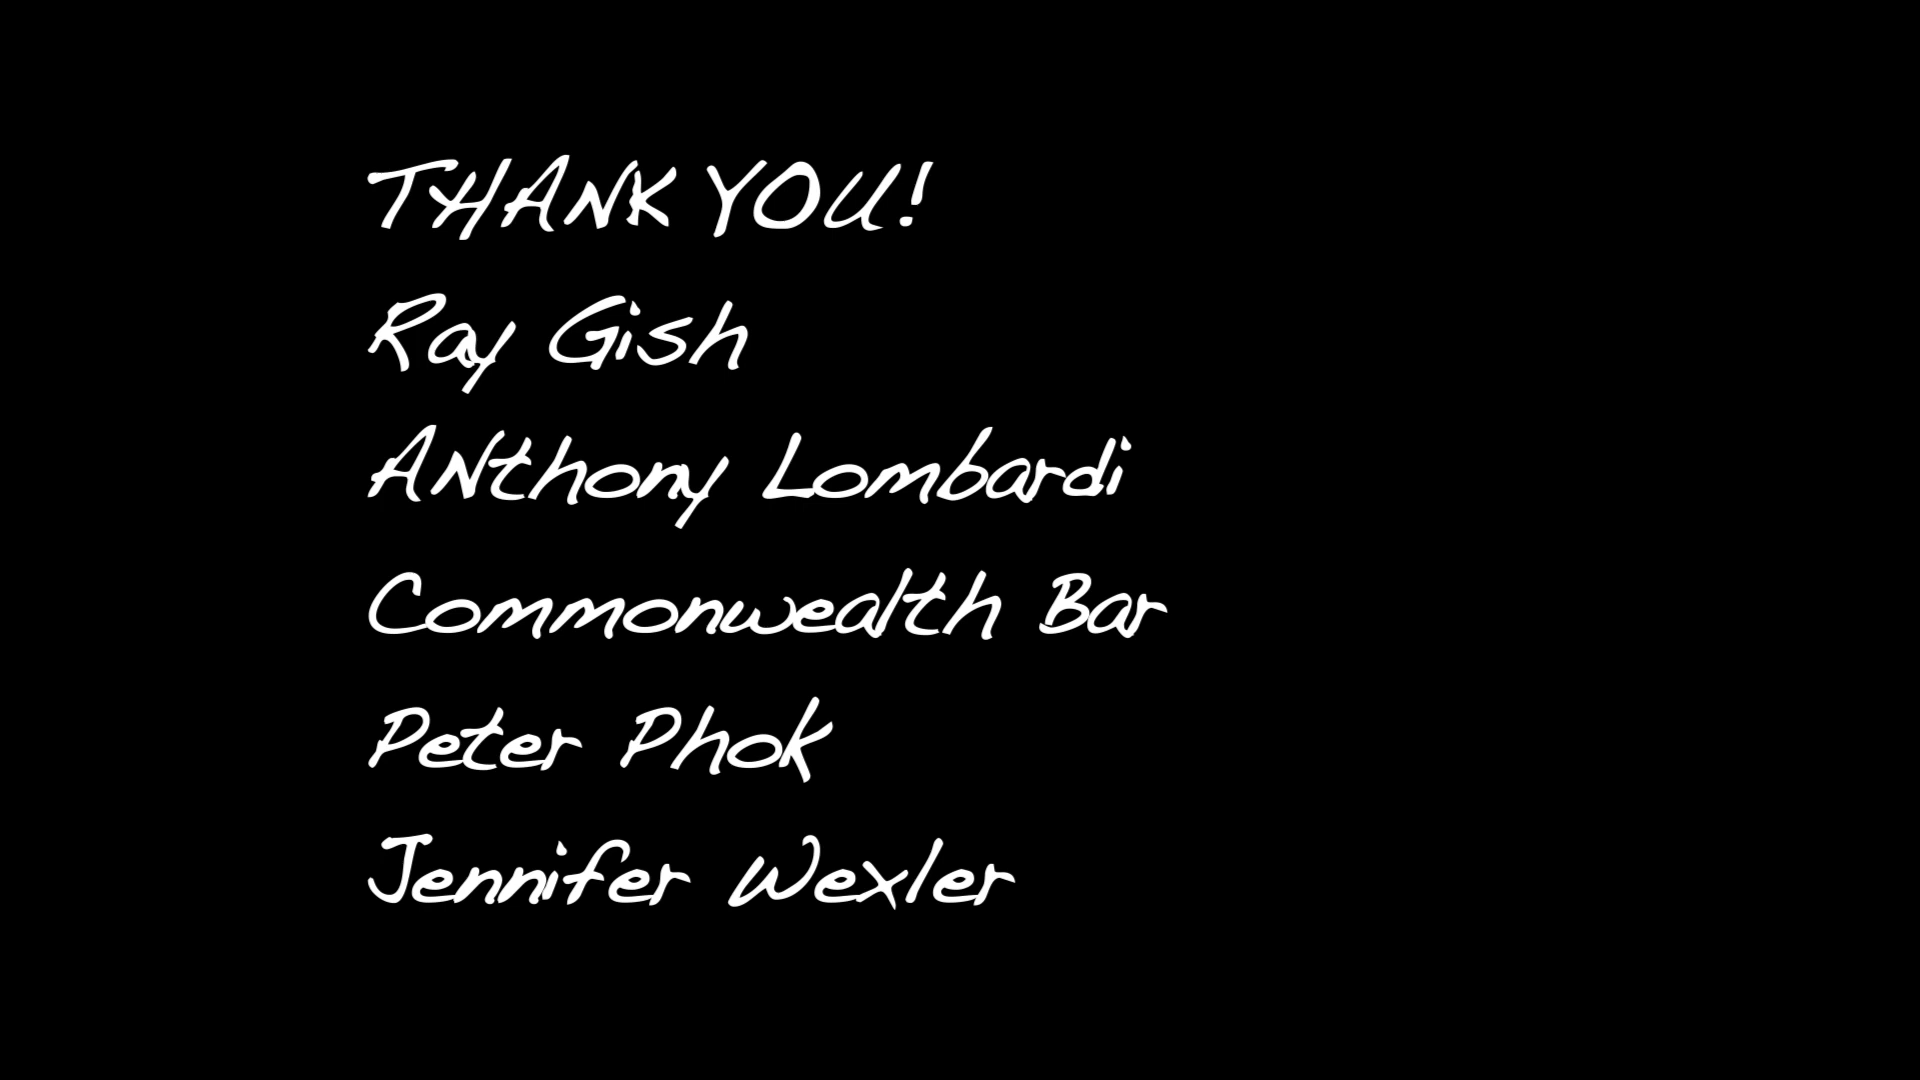 THANK YOU!
Ray Gish
ANthony Lombardi
Commonwealth Bar
Peter Phok
Jennifer Wexler